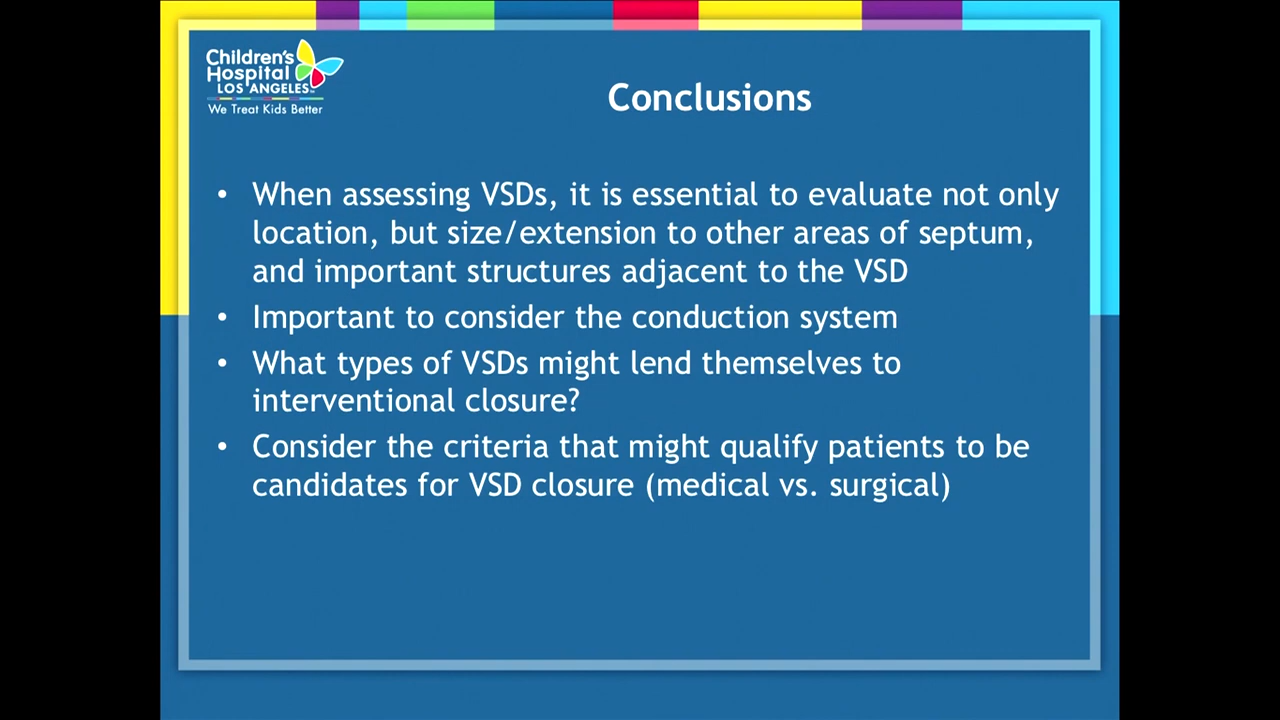 Children's
Hospital
LOS ANGELES™
We Treat Kids Better
Conclusions
• When assessing VSDs, it is essential to evaluate not only
location, but size/extension to other areas of septum,
and important structures adjacent to the VSD
• Important to consider the conduction system
• What types of VSDs might lend themselves to
interventional closure?
• Consider the criteria that might qualify patients to be
candidates for VSD closure (medical vs. surgical)